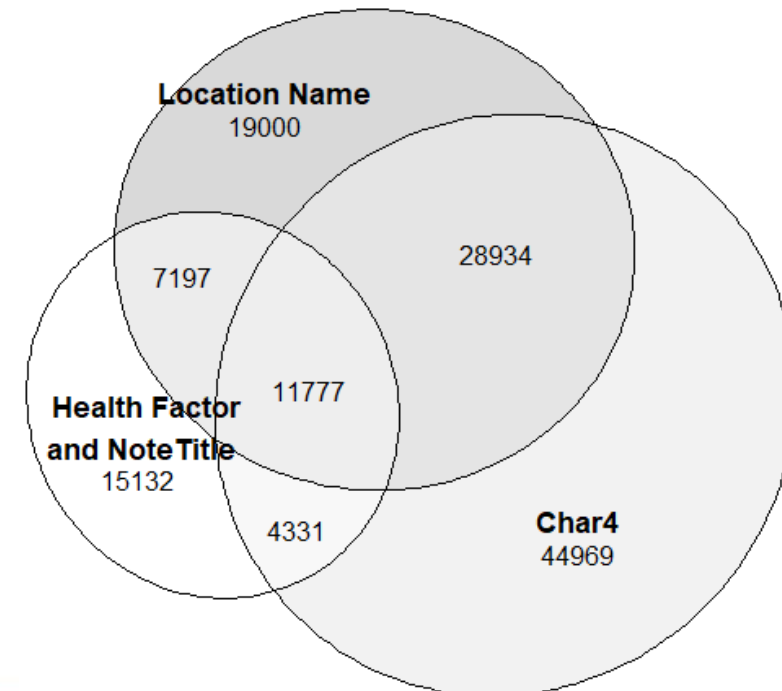 Location Name
19000
28934
7197
11777
Health Factor
and NoteTitle
15132
4331
Char4
44969